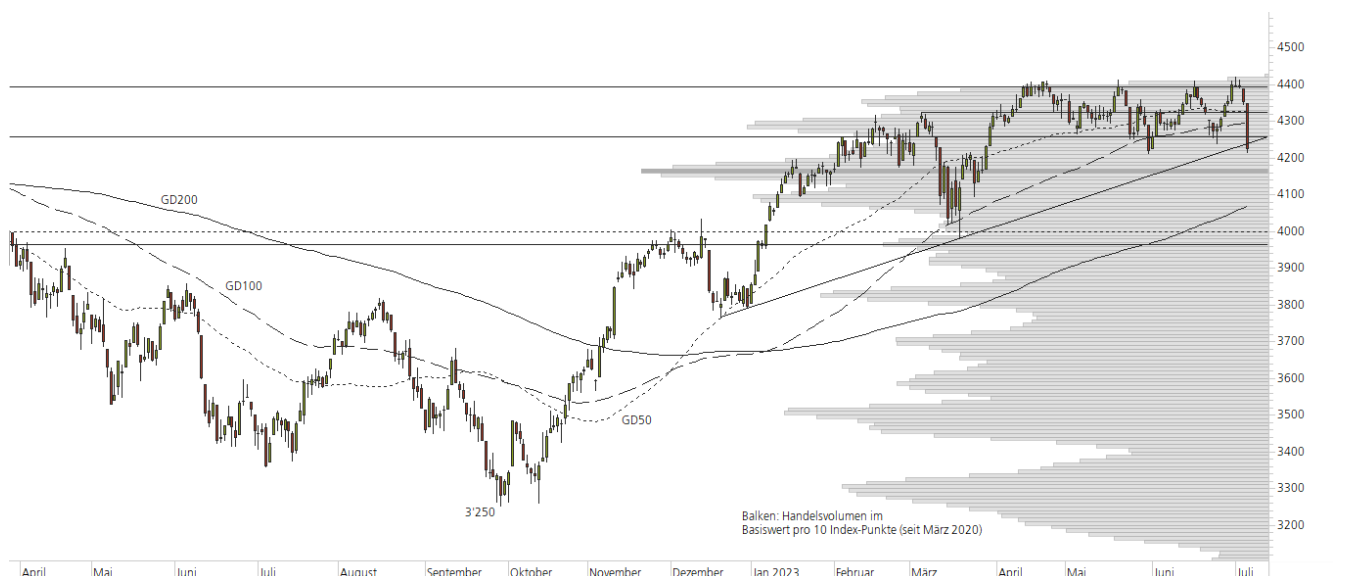 4500
4400
4300
4200
GD200
4100
4000
3900
GD100
3800
3700
3600
GD50
3500
3400
3300
3'250
Balken: Handelsvolumen im
Basiswert pro 10 Index-Punkte (seit März 2020)
3200
April Mai Juni Juli August September Oktober November Dezember Jan 2023 Februar März April Mai Juni Juli